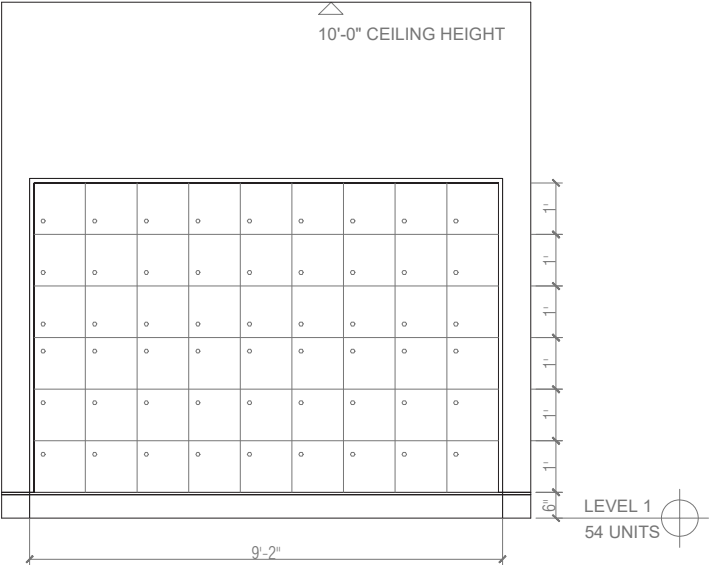 10'-0" CEILING HEIGHT
1'
1'
1'
1'
1'
1'
6"
LEVEL 1
54 UNITS
9'-2"